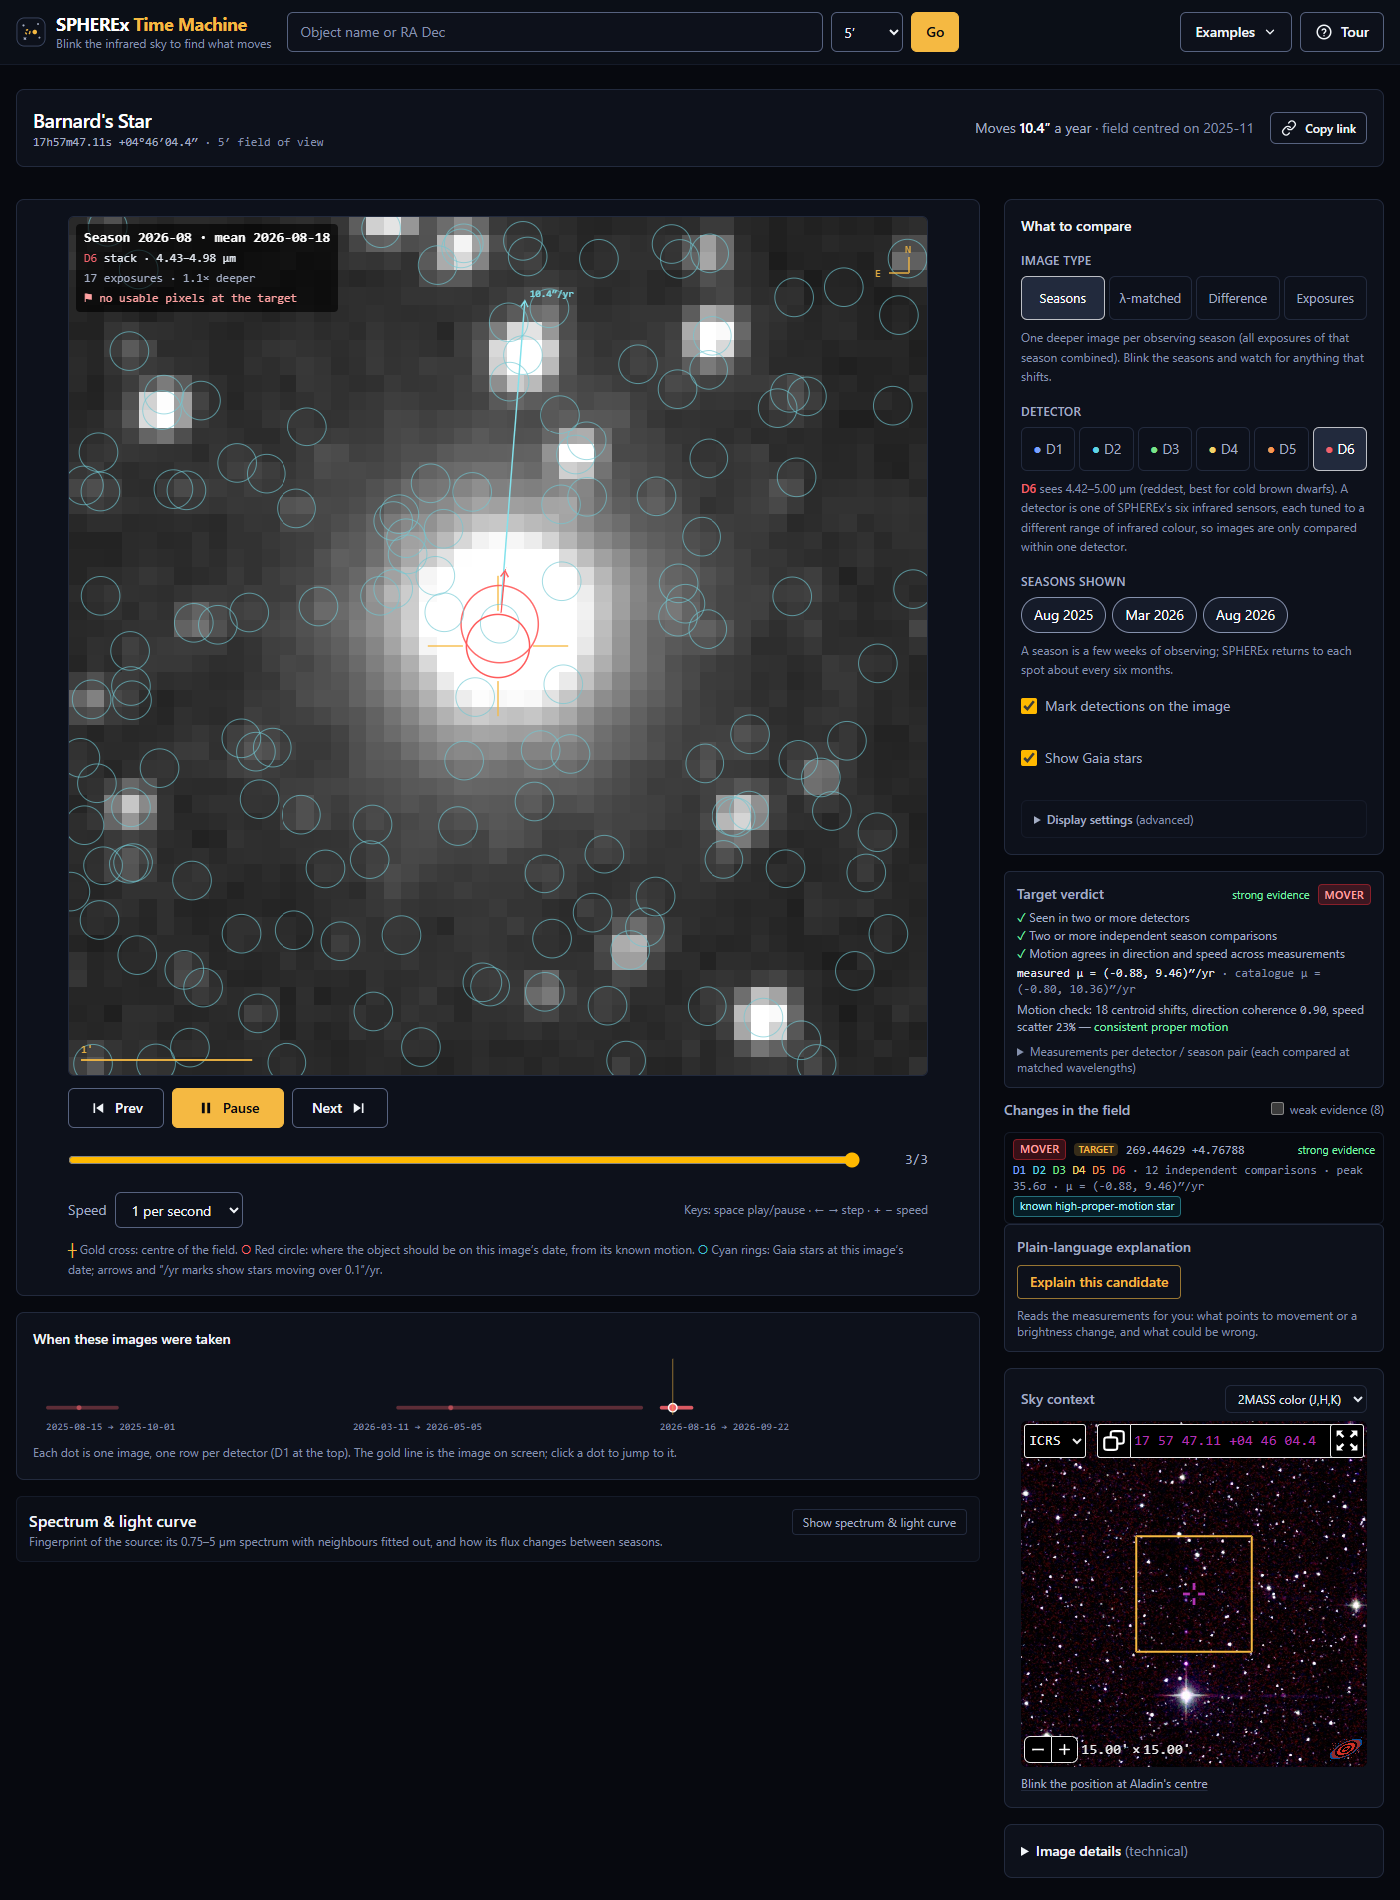 SPHEREx Time Machine
Blink the infrared sky to find what moves
Object name or RA Dec
5′
Go
Examples
Tour
Barnard's Star
17h57m47.11s +04°46′04.4″ · 5′ field of view
Moves 10.4″ a year · field centred on 2025-11
Copy link
Season 2026-08 · mean 2026-08-18
D6 stack · 4.43–4.98 μm
17 exposures · 1.1× deeper
no usable pixels at the target
10.4″/yr
N
E
1′
Prev
Pause
Next
3/3
Speed
1 per second
Keys: space play/pause · ← → step · + − speed
Gold cross: centre of the field. Red circle: where the object should be on this image's date, from its known motion. Cyan rings: Gaia stars at this image's
date; arrows and ″/yr marks show stars moving over 0.1″/yr.
When these images were taken
2025-08-15 → 2025-10-01
2026-03-11 → 2026-05-05
2026-08-16 → 2026-09-22
Each dot is one image, one row per detector (D1 at the top). The gold line is the image on screen; click a dot to jump to it.
Spectrum & light curve
Fingerprint of the source: its 0.75–5 μm spectrum with neighbours fitted out, and how its flux changes between seasons.
Show spectrum & light curve
What to compare
IMAGE TYPE
Seasons
λ-matched
Difference
Exposures
One deeper image per observing season (all exposures of that
season combined). Blink the seasons and watch for anything that
shifts.
DETECTOR
D1
D2
D3
D4
D5
D6
D6 sees 4.42–5.00 μm (reddest, best for cold brown dwarfs). A
detector is one of SPHEREx's six infrared sensors, each tuned to a
different range of infrared colour, so images are only compared
within one detector.
SEASONS SHOWN
Aug 2025
Mar 2026
Aug 2026
A season is a few weeks of observing; SPHEREx returns to each
spot about every six months.
Mark detections on the image
Show Gaia stars
Display settings (advanced)
Target verdict
strong evidence
MOVER
✓ Seen in two or more detectors
✓ Two or more independent season comparisons
✓ Motion agrees in direction and speed across measurements
measured μ = (-0.88, 9.46)″/yr · catalogue μ =
(-0.80, 10.36)″/yr
Motion check: 18 centroid shifts, direction coherence 0.90, speed
scatter 23% — consistent proper motion
Measurements per detector / season pair (each compared at
matched wavelengths)
Changes in the field
weak evidence (8)
MOVER TARGET 269.44629 +4.76788 strong evidence
D1 D2 D3 D4 D5 D6 · 12 independent comparisons · peak
35.6σ · μ = (-0.88, 9.46)″/yr
known high-proper-motion star
Plain-language explanation
Explain this candidate
Reads the measurements for you: what points to movement or a
brightness change, and what could be wrong.
Sky context
2MASS color (J,H,K)
ICRS
17 57 47.11 +04 46 04.4
15.00' x 15.00'
Blink the position at Aladin's centre
Image details (technical)